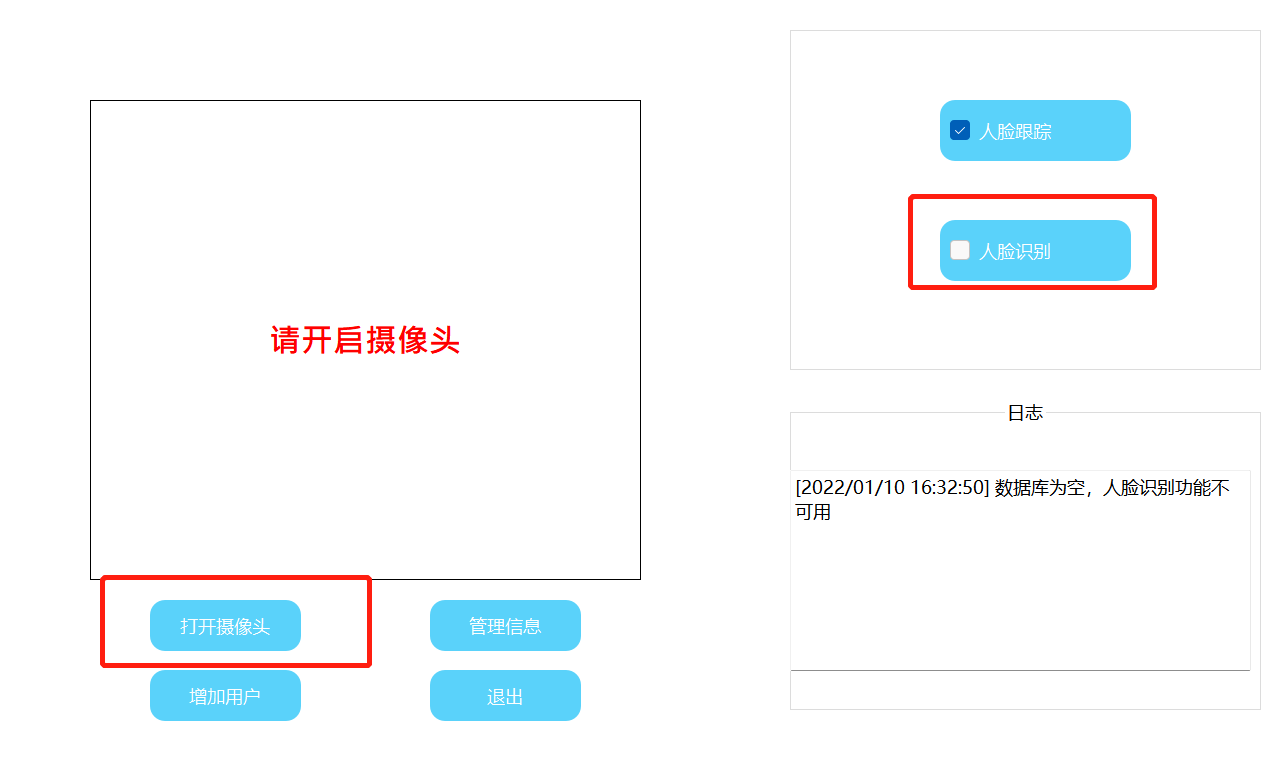 人脸跟踪
人脸识别
请开启摄像头
日志
[2022/01/10 16:32:50] 数据库为空，人脸识别功能不
可用
打开摄像头
管理信息
增加用户
退出